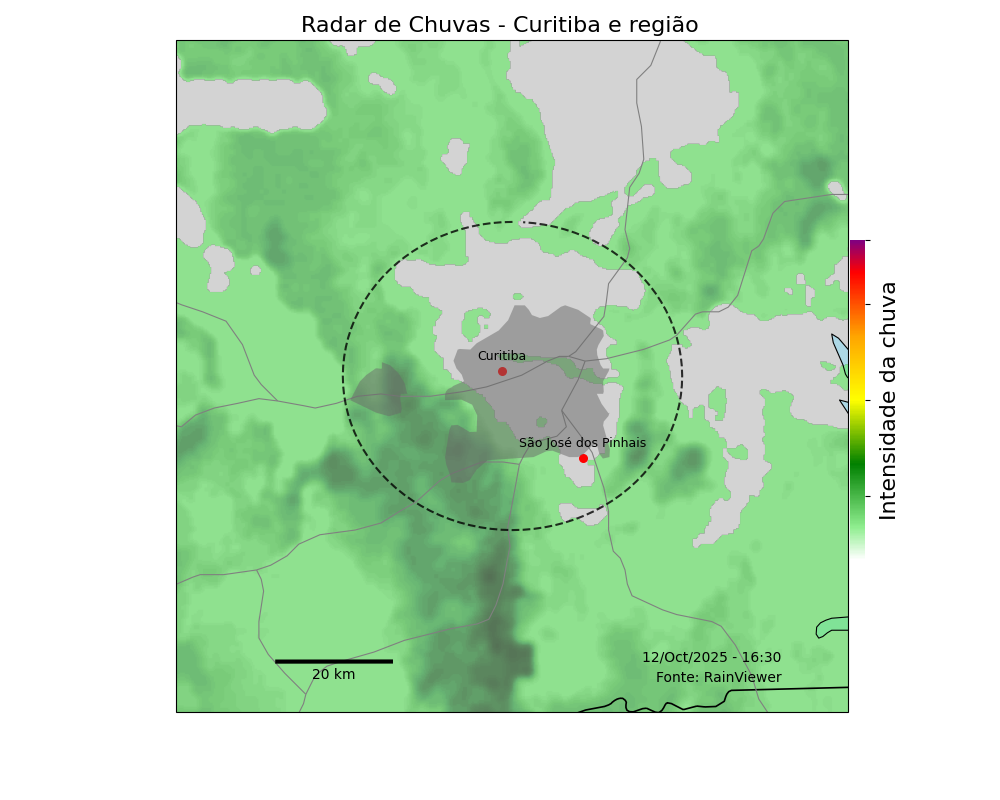 Radar de Chuvas - Curitiba e região
Curitiba
São José dos Pinhais
Intensidade da chuva
12/Oct/2025 - 16:30
Fonte: RainViewer
20 km